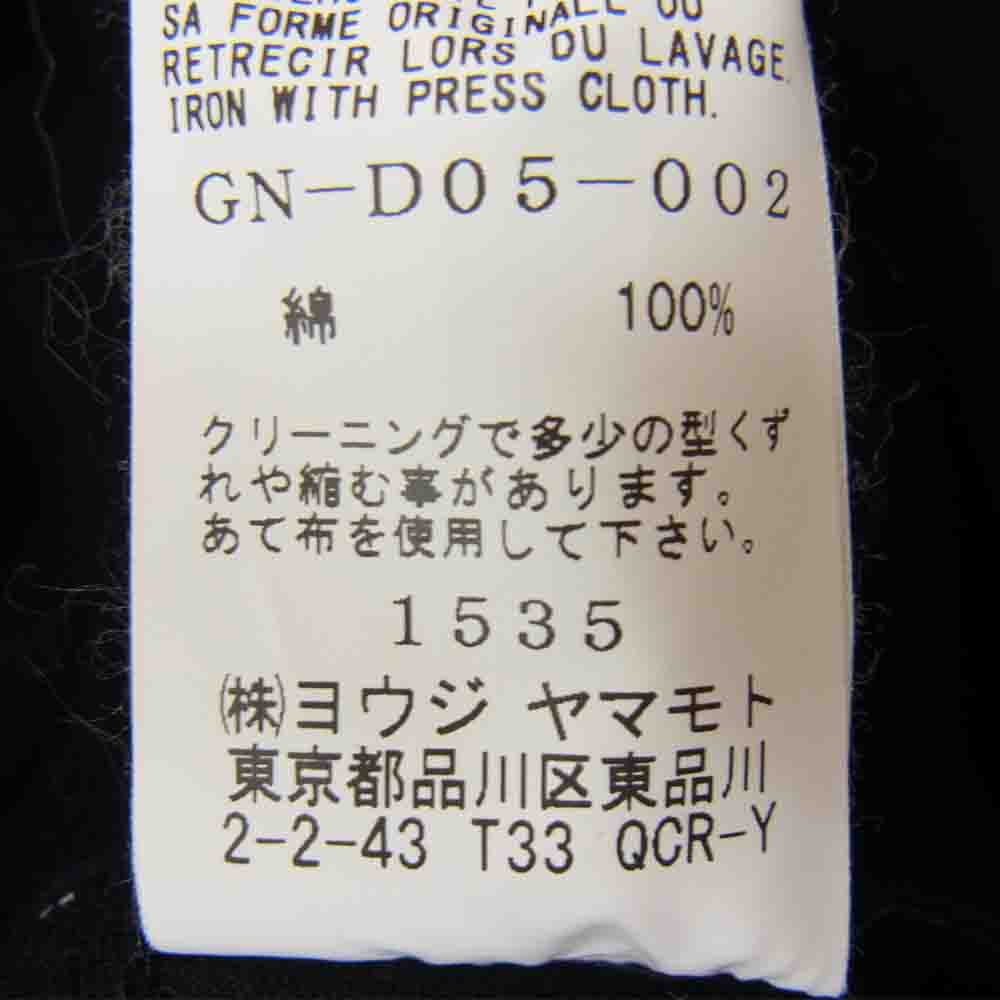 SA FORME ORIGINALE OU
RETRECIR LORS DU LAVAGE.
IRON WITH PRESS CLOTH.
GN-D05-002
綿 100%
クリーニングで多少の型くず
れや縮む事があります。
あて布を使用して下さい。
1535
(株)ヨウジ ヤマモト
東京都品川区東品川
2-2-43 T33 QCR-Y